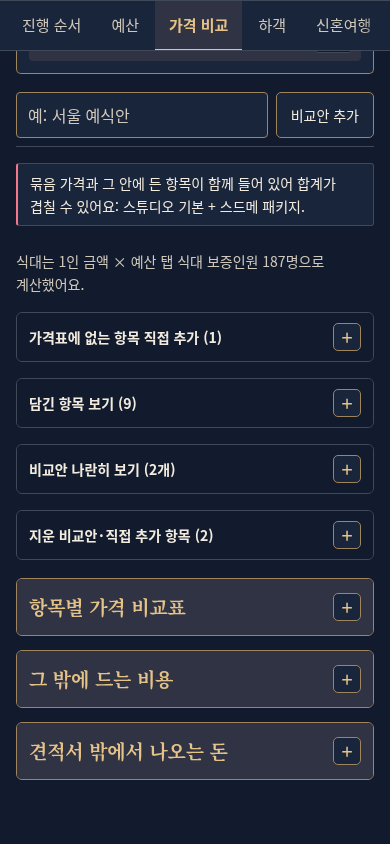 진행 순서
예산
가격 비교
하객
신혼여행
예: 서울 예식안
비교안 추가
묶음 가격과 그 안에 든 항목이 함께 들어 있어 합계가
겹칠 수 있어요: 스튜디오 기본 + 스드메 패키지.
식대는 1인 금액 × 예산 탭 식대 보증인원 187명으로
계산했어요.
가격표에 없는 항목 직접 추가 (1)
+
담긴 항목 보기 (9)
+
비교안 나란히 보기 (2개)
+
지운 비교안·직접 추가 항목 (2)
+
항목별 가격 비교표
+
그 밖에 드는 비용
+
견적서 밖에서 나오는 돈
+